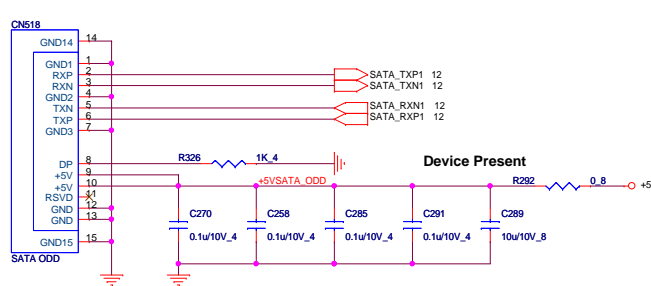 CN518
GND14 14
GND1 1
RXP 2 SATA_TXP1 12
RXN 3 SATA_TXN1 12
GND2 4
TXN 5 SATA_RXN1 12
TXP 6 SATA_RXP1 12
GND3 7
Device Present
DP 8 R326 1K_4
+5V 9
+5V 10 +5VSATA_ODD R292 0_8 +5
RSVD 11
GND 12
GND 13
C270 C258 C285 C291 C289
0.1u/10V_4 0.1u/10V_4 0.1u/10V_4 0.1u/10V_4 10u/10V_8
GND15 15
SATA ODD